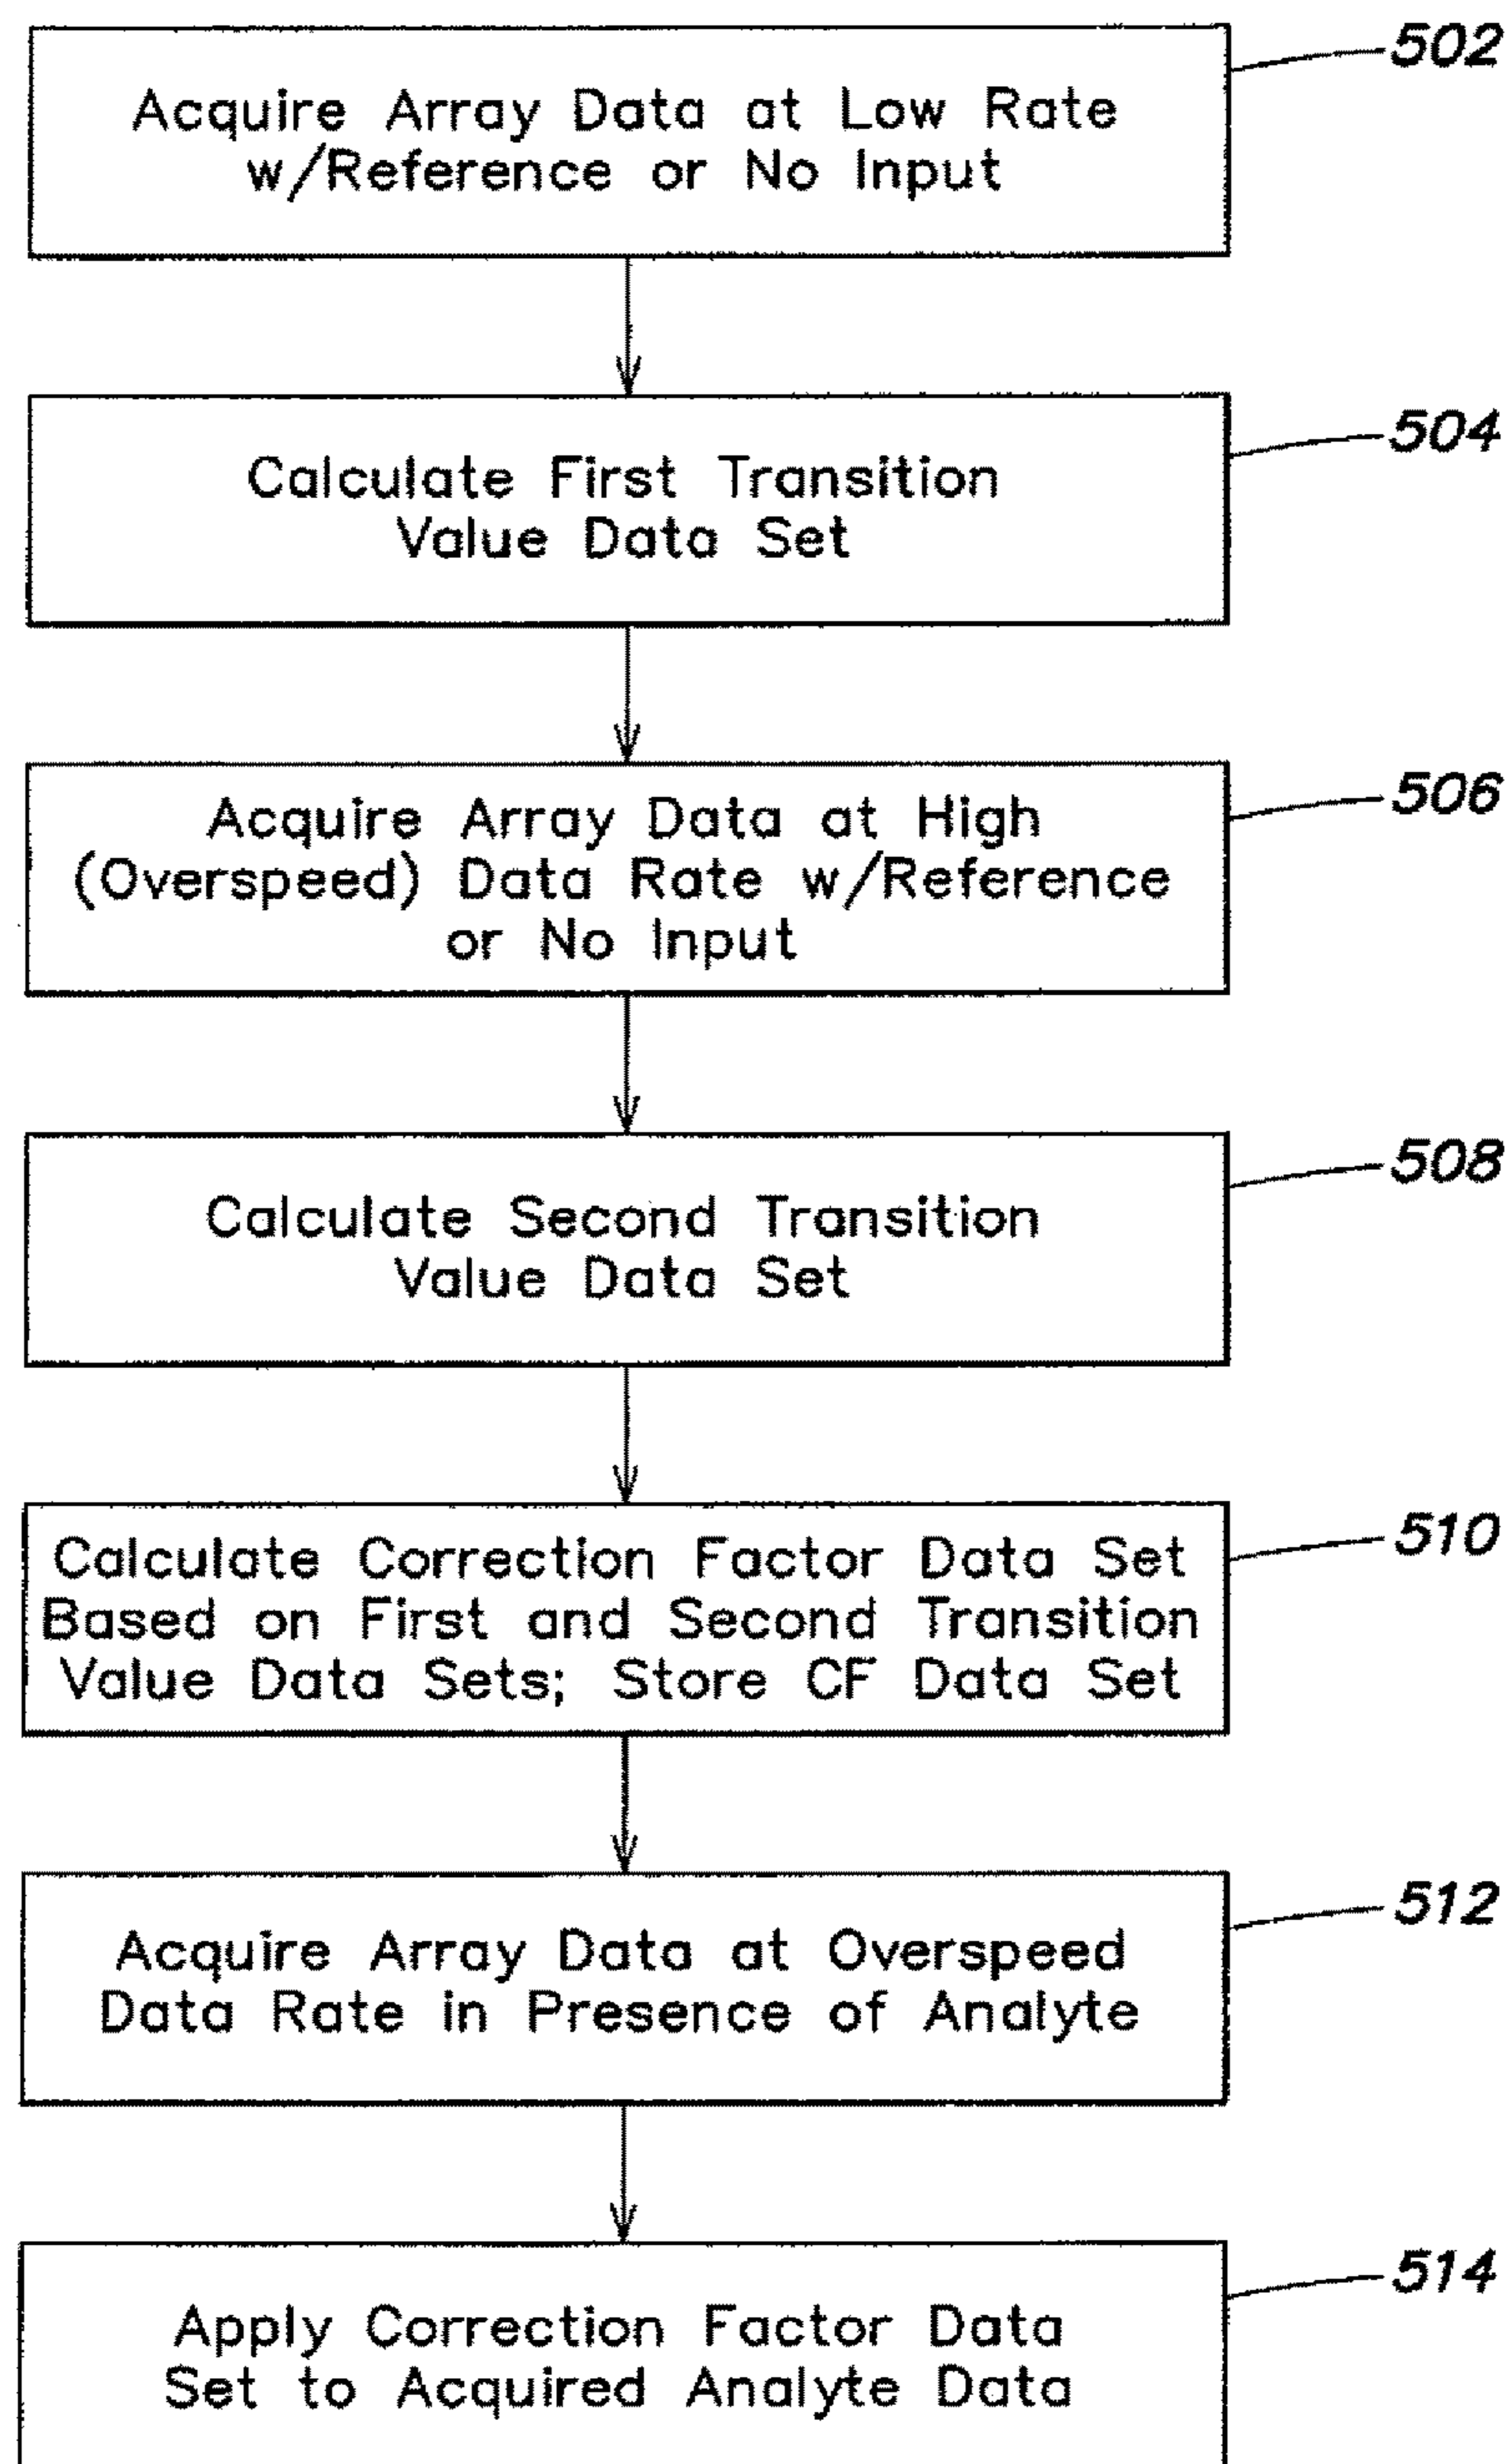 502
Acquire Array Data at Low Rate
w/Reference or No Input
504
Calculate First Transition
Value Data Set
506
Acquire Array Data at High
(Overspeed) Data Rate w/Reference
or No Input
508
Calculate Second Transition
Value Data Set
510
Calculate Correction Factor Data Set
Based on First and Second Transition
Value Data Sets; Store CF Data Set
512
Acquire Array Data at Overspeed
Data Rate in Presence of Analyte
514
Apply Correction Factor Data
Set to Acquired Analyte Data